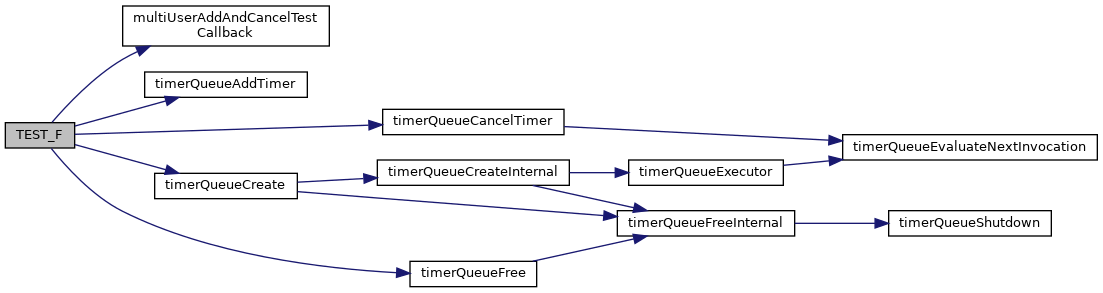 multiUserAddAndCancelTest
Callback
timerQueueAddTimer
timerQueueCancelTimer
TEST_F
timerQueueEvaluateNextInvocation
timerQueueCreateInternal
timerQueueExecutor
timerQueueCreate
timerQueueFreeInternal
timerQueueShutdown
timerQueueFree